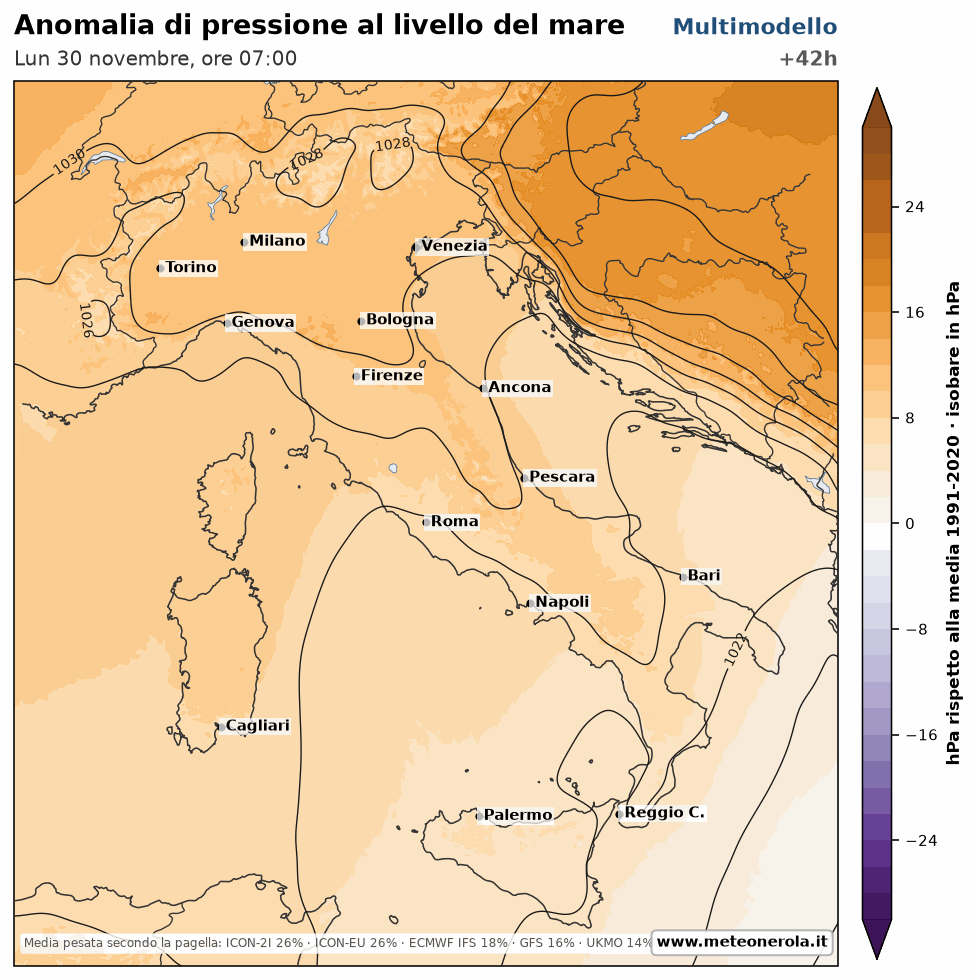 Anomalia di pressione al livello del mare
Multimodello
Lun 30 novembre, ore 07:00
+42h
1030
1028
1028
Milano
Venezia
Torino
1026
Genova
Bologna
Firenze
Ancona
Pescara
Roma
Bari
Napoli
1022
Cagliari
Palermo
Reggio C.
24
16
8
0
−8
−16
−24
hPa rispetto alla media 1991-2020 · isobare in hPa
Media pesata secondo la pagella: ICON-2I 26% · ICON-EU 26% · ECMWF IFS 18% · GFS 16% · UKMO 14%
www.meteonerola.it